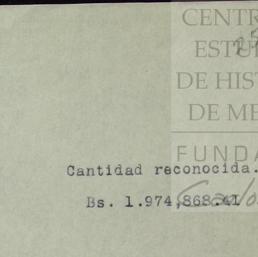 CENTR
ESTU
DE HIST
DE ME
FUNDA
Cantidad reconocida.
Bs. 1.974,868.41